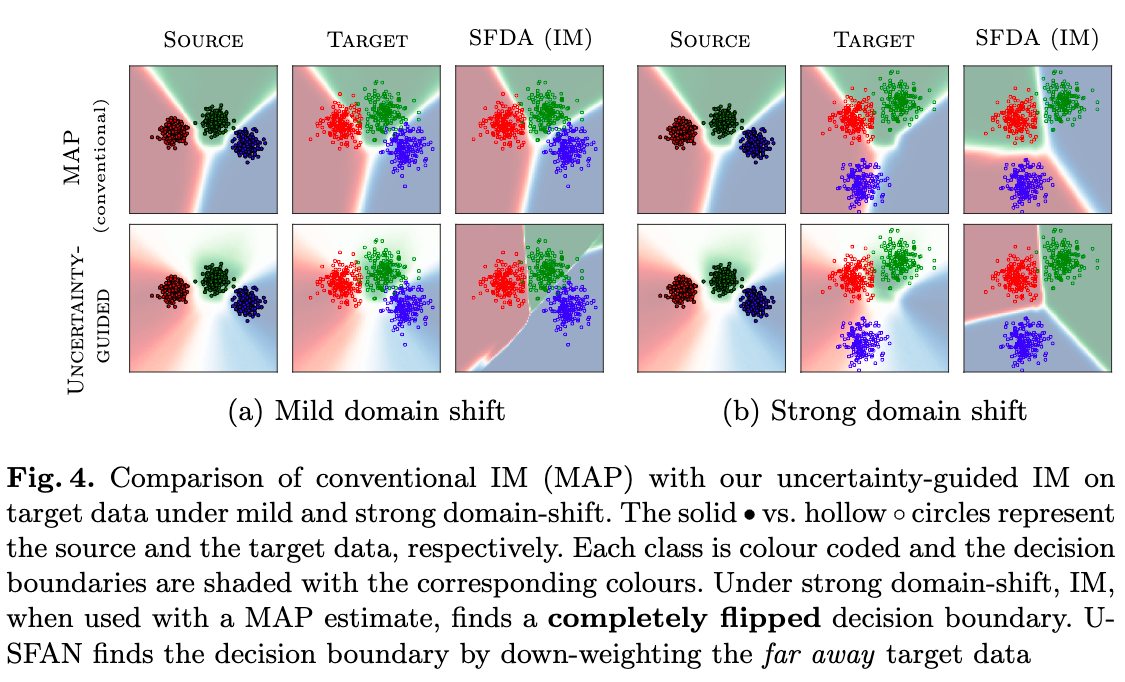 SOURCE TARGET SFDA (IM) SOURCE TARGET SFDA (IM)
MAP
(conventional)
UNCERTAINTY-
GUIDED
(a) Mild domain shift (b) Strong domain shift
Fig. 4. Comparison of conventional IM (MAP) with our uncertainty-guided IM on
target data under mild and strong domain-shift. The solid • vs. hollow ◦ circles represent
the source and the target data, respectively. Each class is colour coded and the decision
boundaries are shaded with the corresponding colours. Under strong domain-shift, IM,
when used with a MAP estimate, finds a completely flipped decision boundary. U-
SFAN finds the decision boundary by down-weighting the far away target data